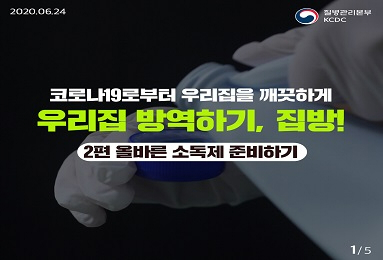 2020.06.24
질병관리본부
KCDC
코로나19로부터 우리집을 깨끗하게
우리집 방역하기, 집방!
2편 올바른 소독제 준비하기
1/5